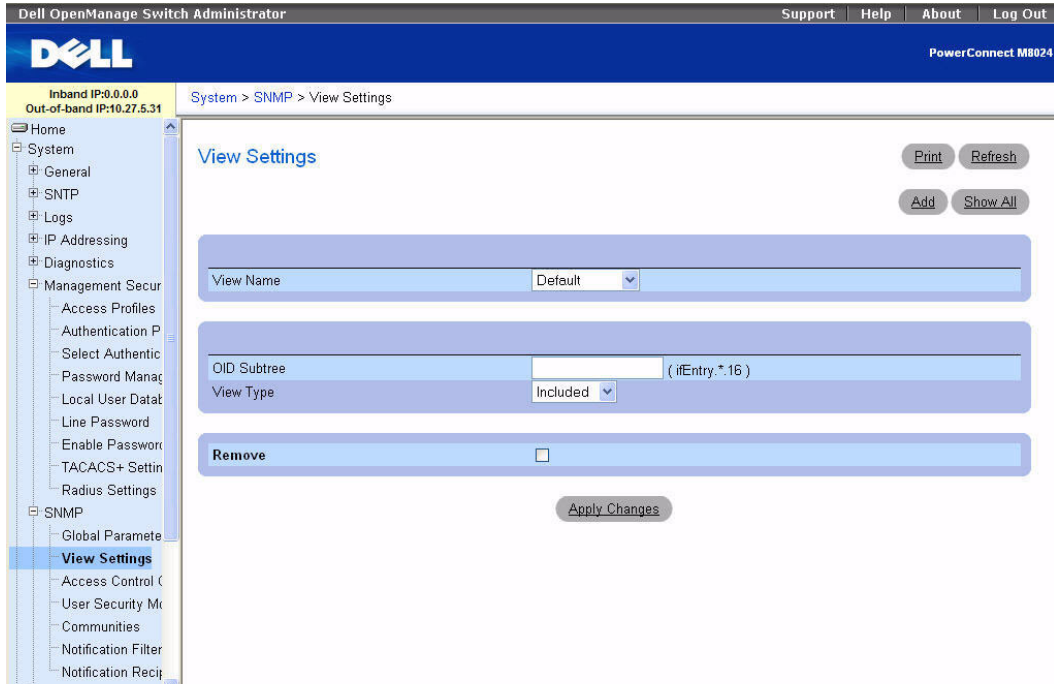 Dell OpenManage Switch Administrator
Support Help About Log Out
DELL
PowerConnect M8024
Inband IP:0.0.0.0
Out-of-band IP:10.27.5.31
System > SNMP > View Settings
Home
System
General
SNTP
Logs
IP Addressing
Diagnostics
Management Secur
Access Profiles
Authentication P
Select Authentic
Password Manag
Local User Datab
Line Password
Enable Password
TACACS+ Settin
Radius Settings
SNMP
Global Paramete
View Settings
Access Control G
User Security Mo
Communities
Notification Filter
Notification Recip
View Settings
Print Refresh
Add Show All
View Name Default
OID Subtree ( ifEntry.*.16 )
View Type Included
Remove
Apply Changes